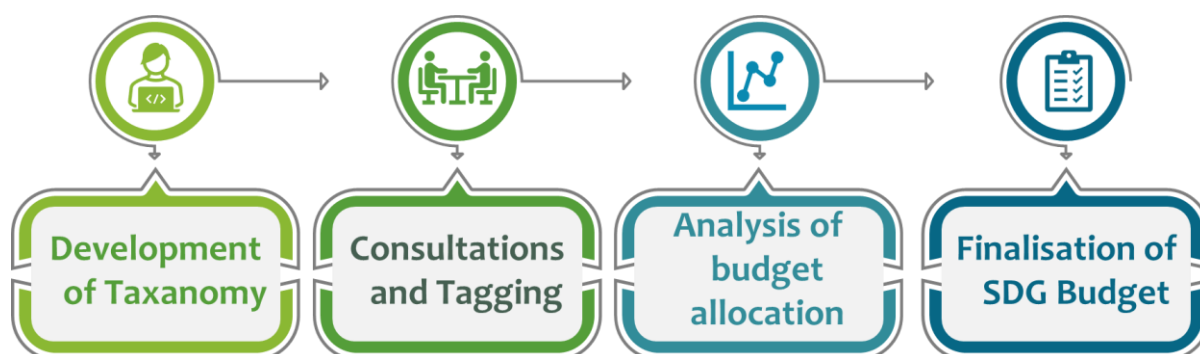 Development
of Taxanomy
Consultations
and Tagging
Analysis of
budget
allocation
Finalisation of
SDG Budget